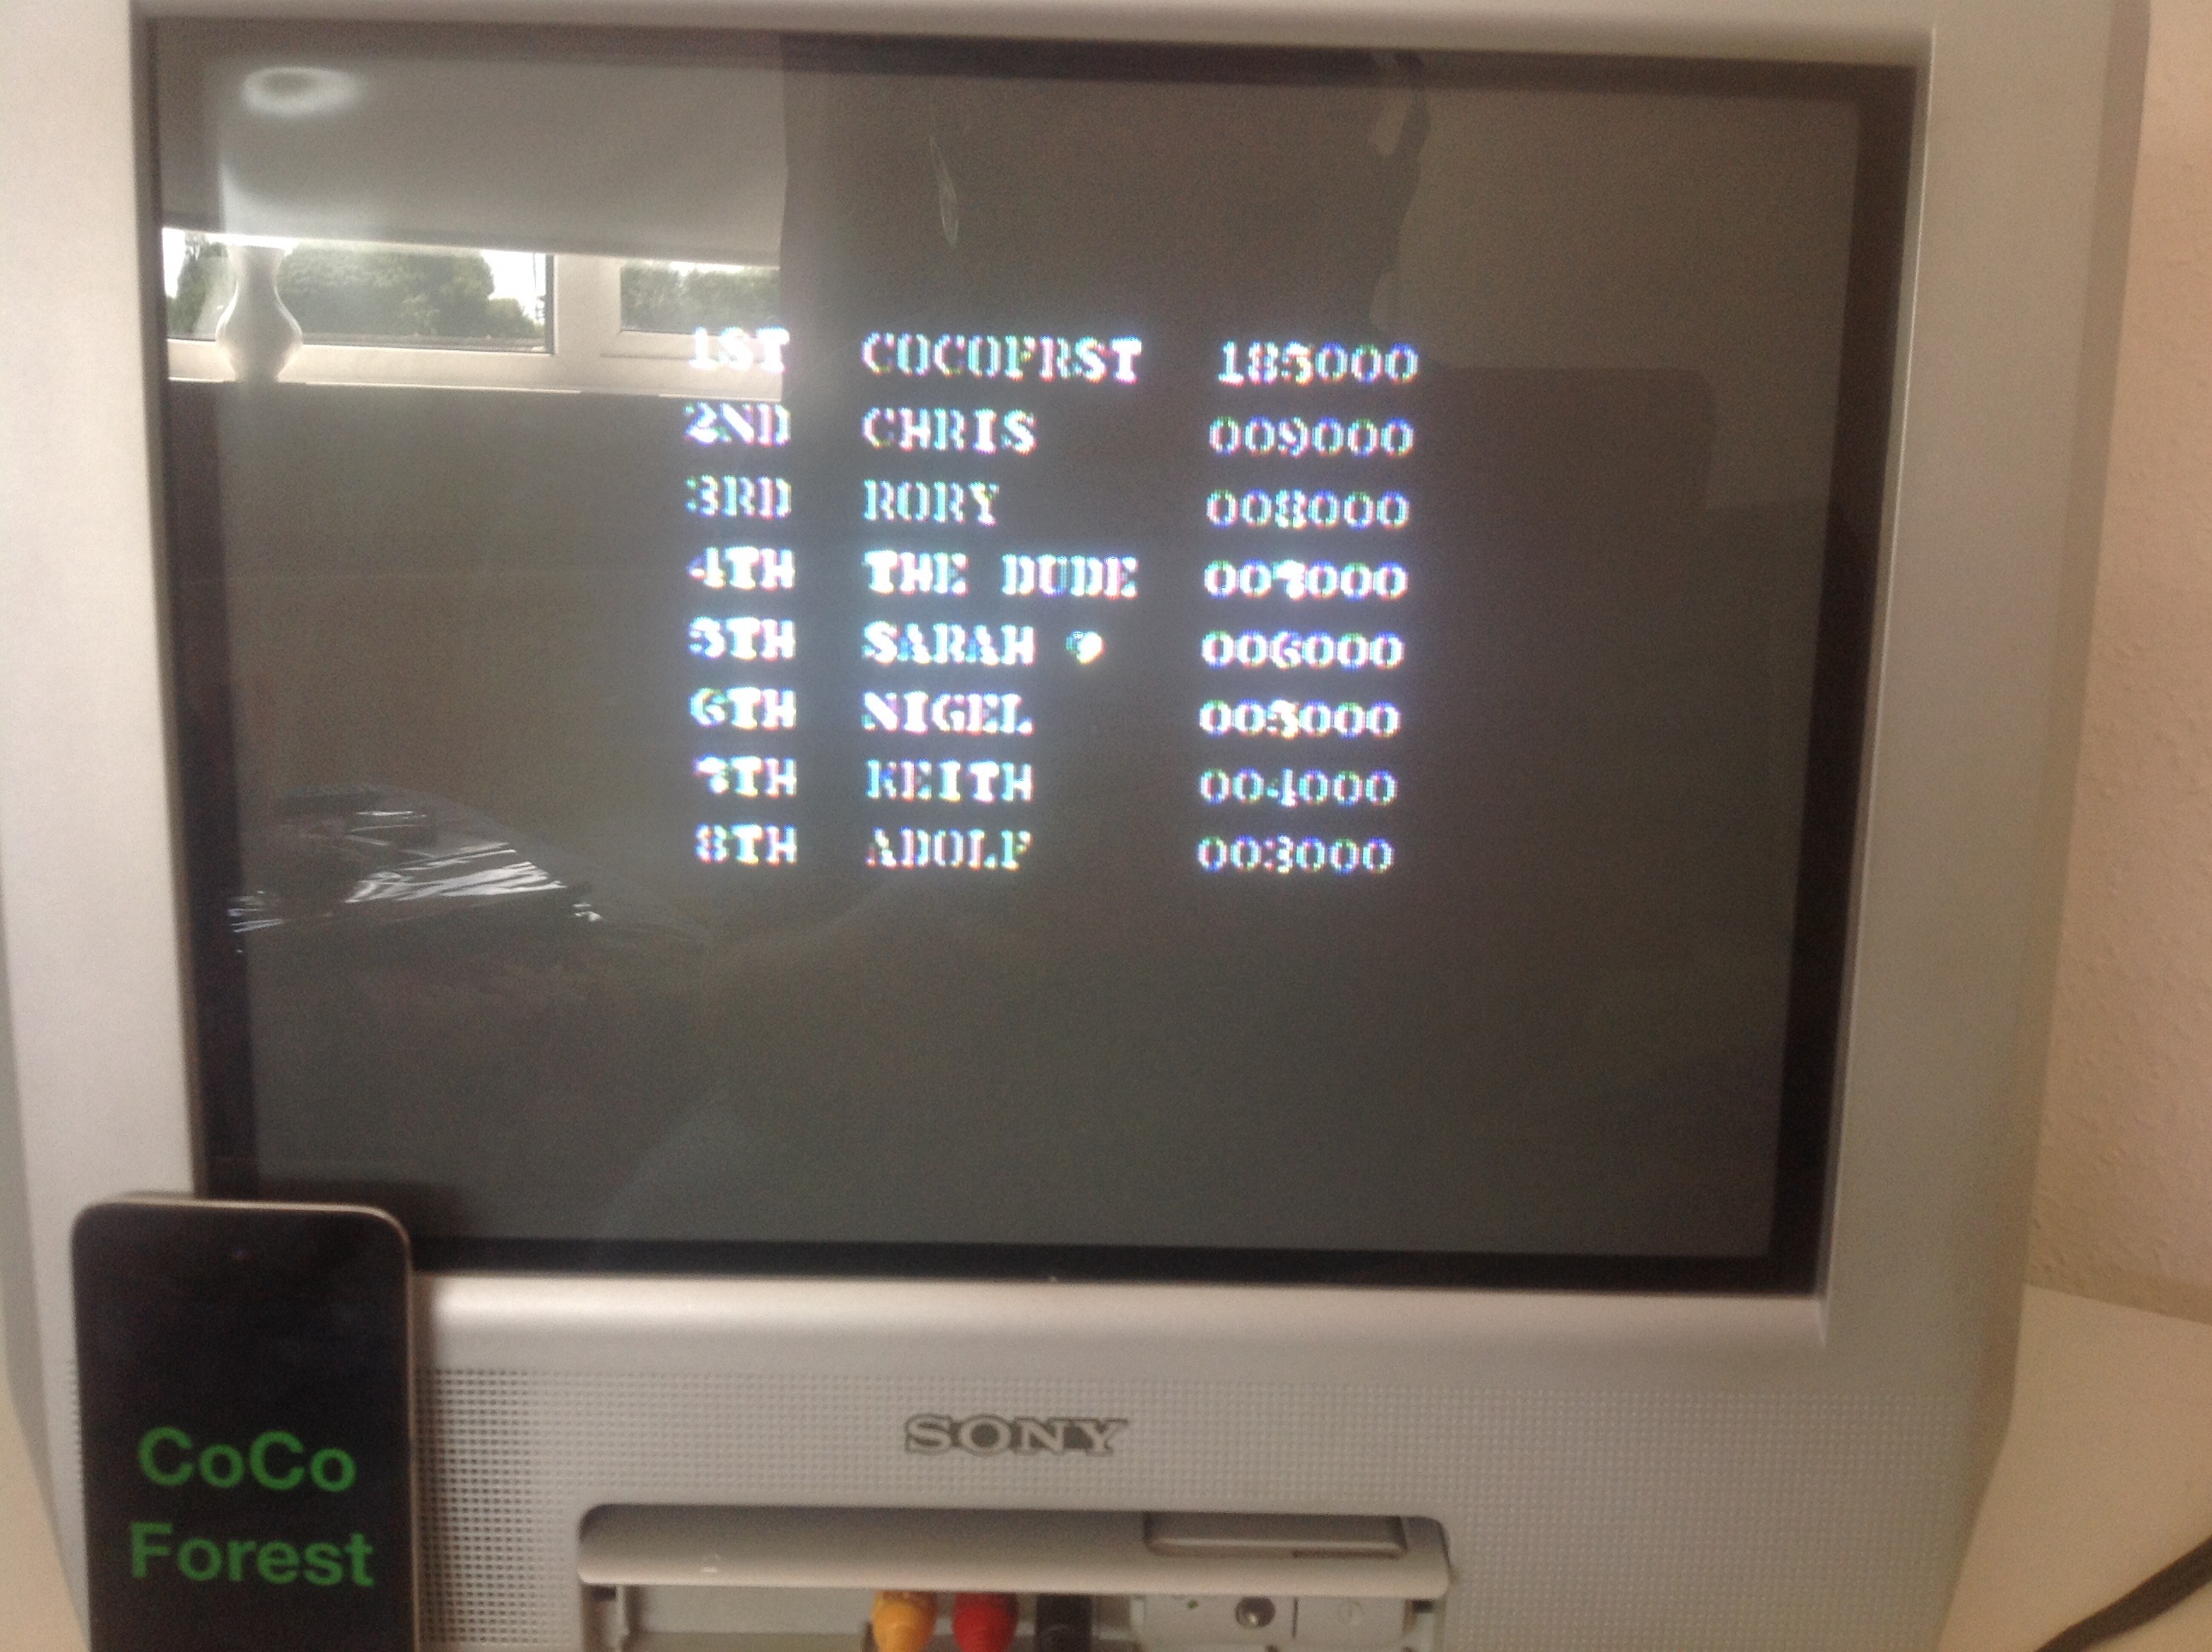 1ST COCOFRST 185000
2ND CHRIS 009000
3RD RORY 008000
4TH THE DUDE 007000
5TH SARAH 006000
6TH NIGEL 005000
7TH KEITH 004000
8TH ADOLF 003000
SONY
CoCo
Forest